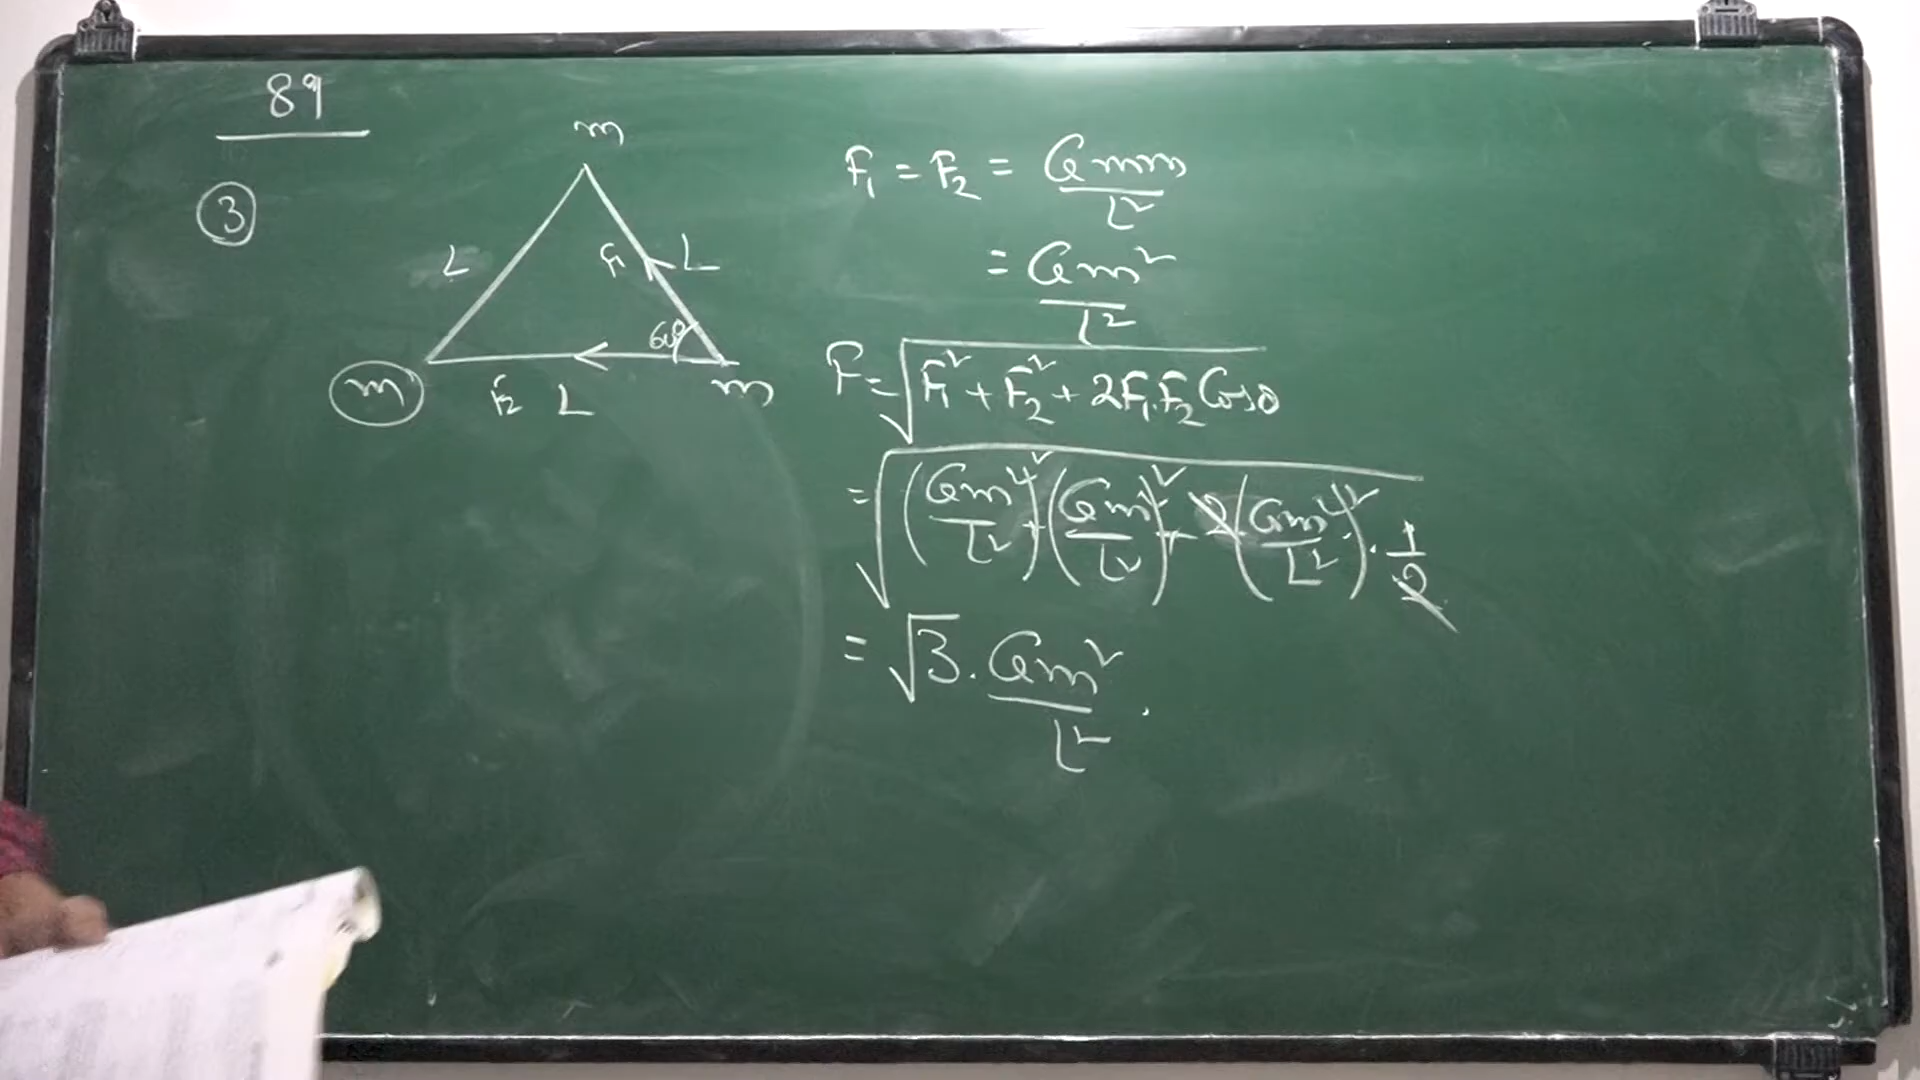 89
3
m
L
F₁
L
60°
m
F₂
L
m
F₁ = F₂ = Gmm/L²
= Gm²/L²
F = √(F₁² + F₂² + 2F₁.F₂ Cosθ)
= √((Gm²/L²)² + (Gm²/L²)² + 2(Gm²/L²)² . 1/2)
= √3 . Gm²/L² .